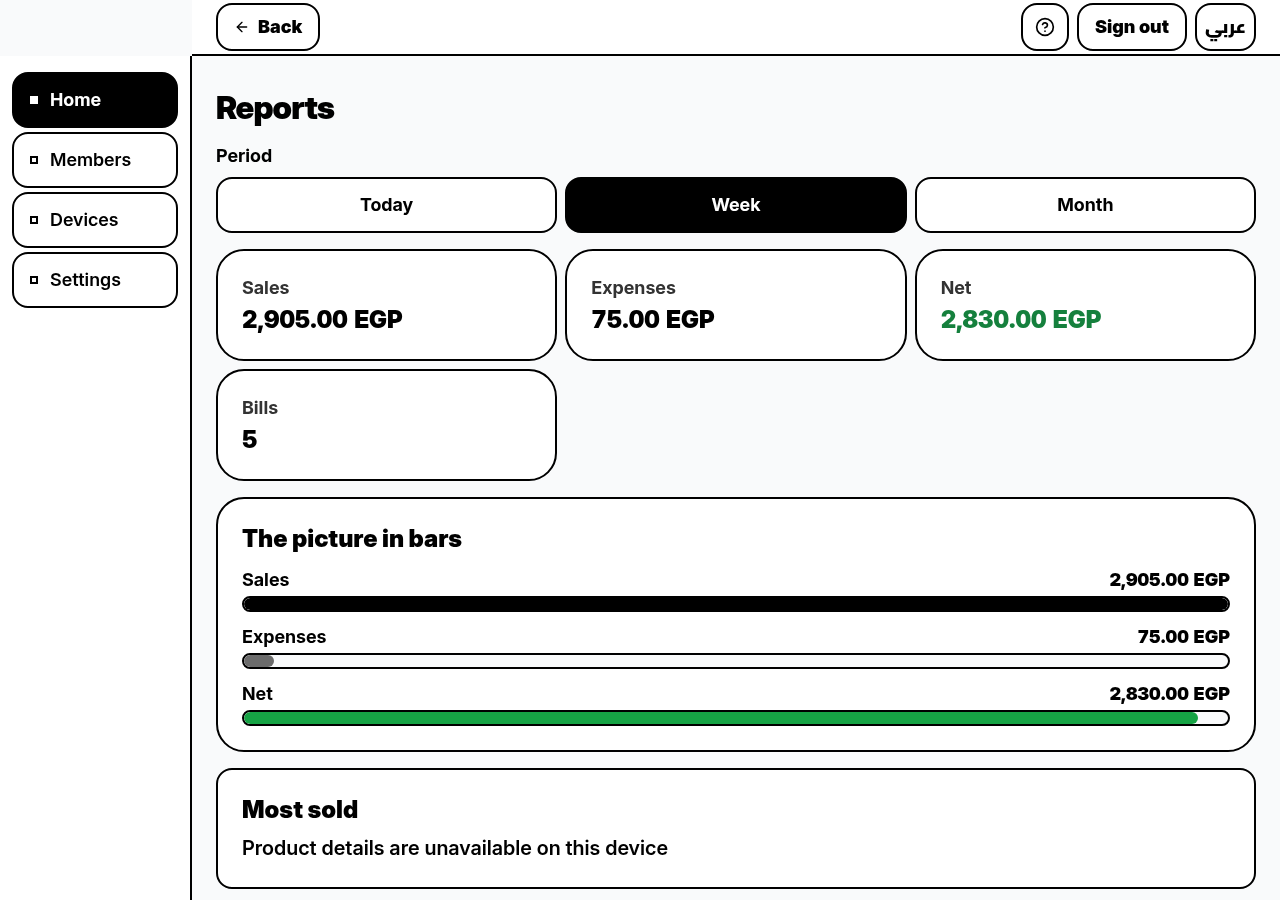 Back
Sign out
عربي
Home
Members
Devices
Settings
Reports
Period
Today
Week
Month
Sales
2,905.00 EGP
Expenses
75.00 EGP
Net
2,830.00 EGP
Bills
5
The picture in bars
Sales
2,905.00 EGP
Expenses
75.00 EGP
Net
2,830.00 EGP
Most sold
Product details are unavailable on this device